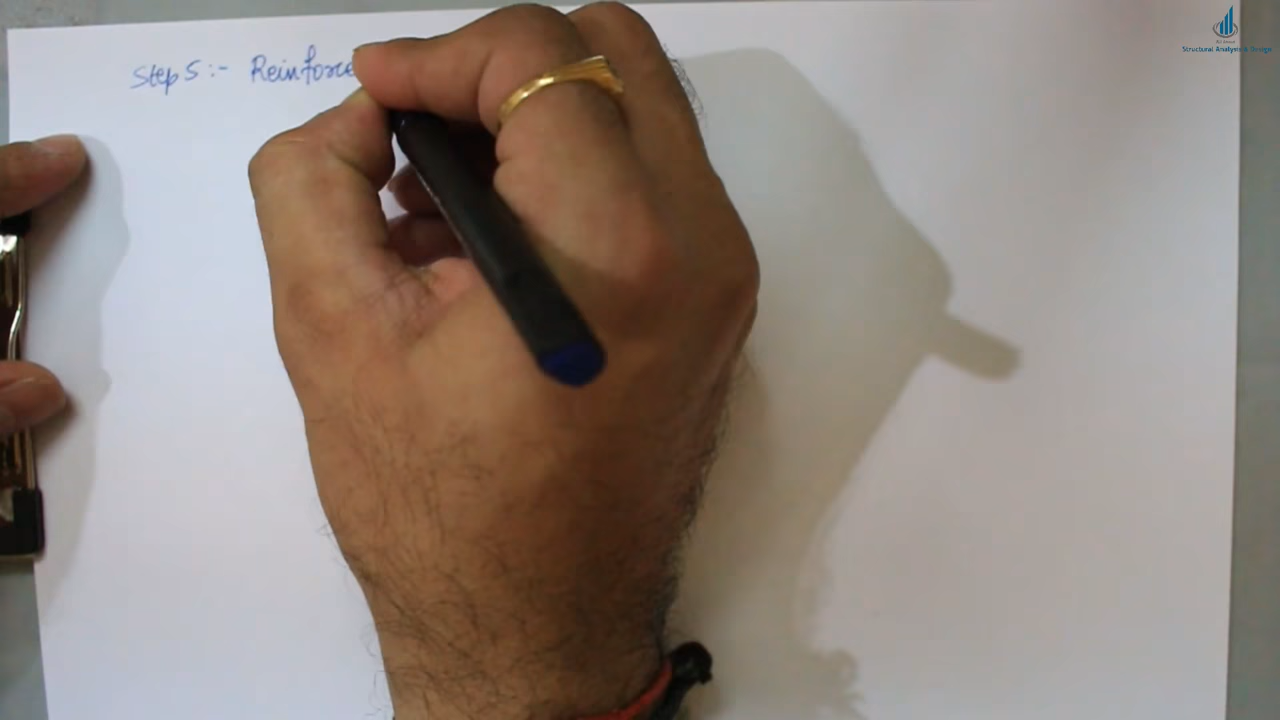 Step 5:- Reinforce
Structural Analysis & Design